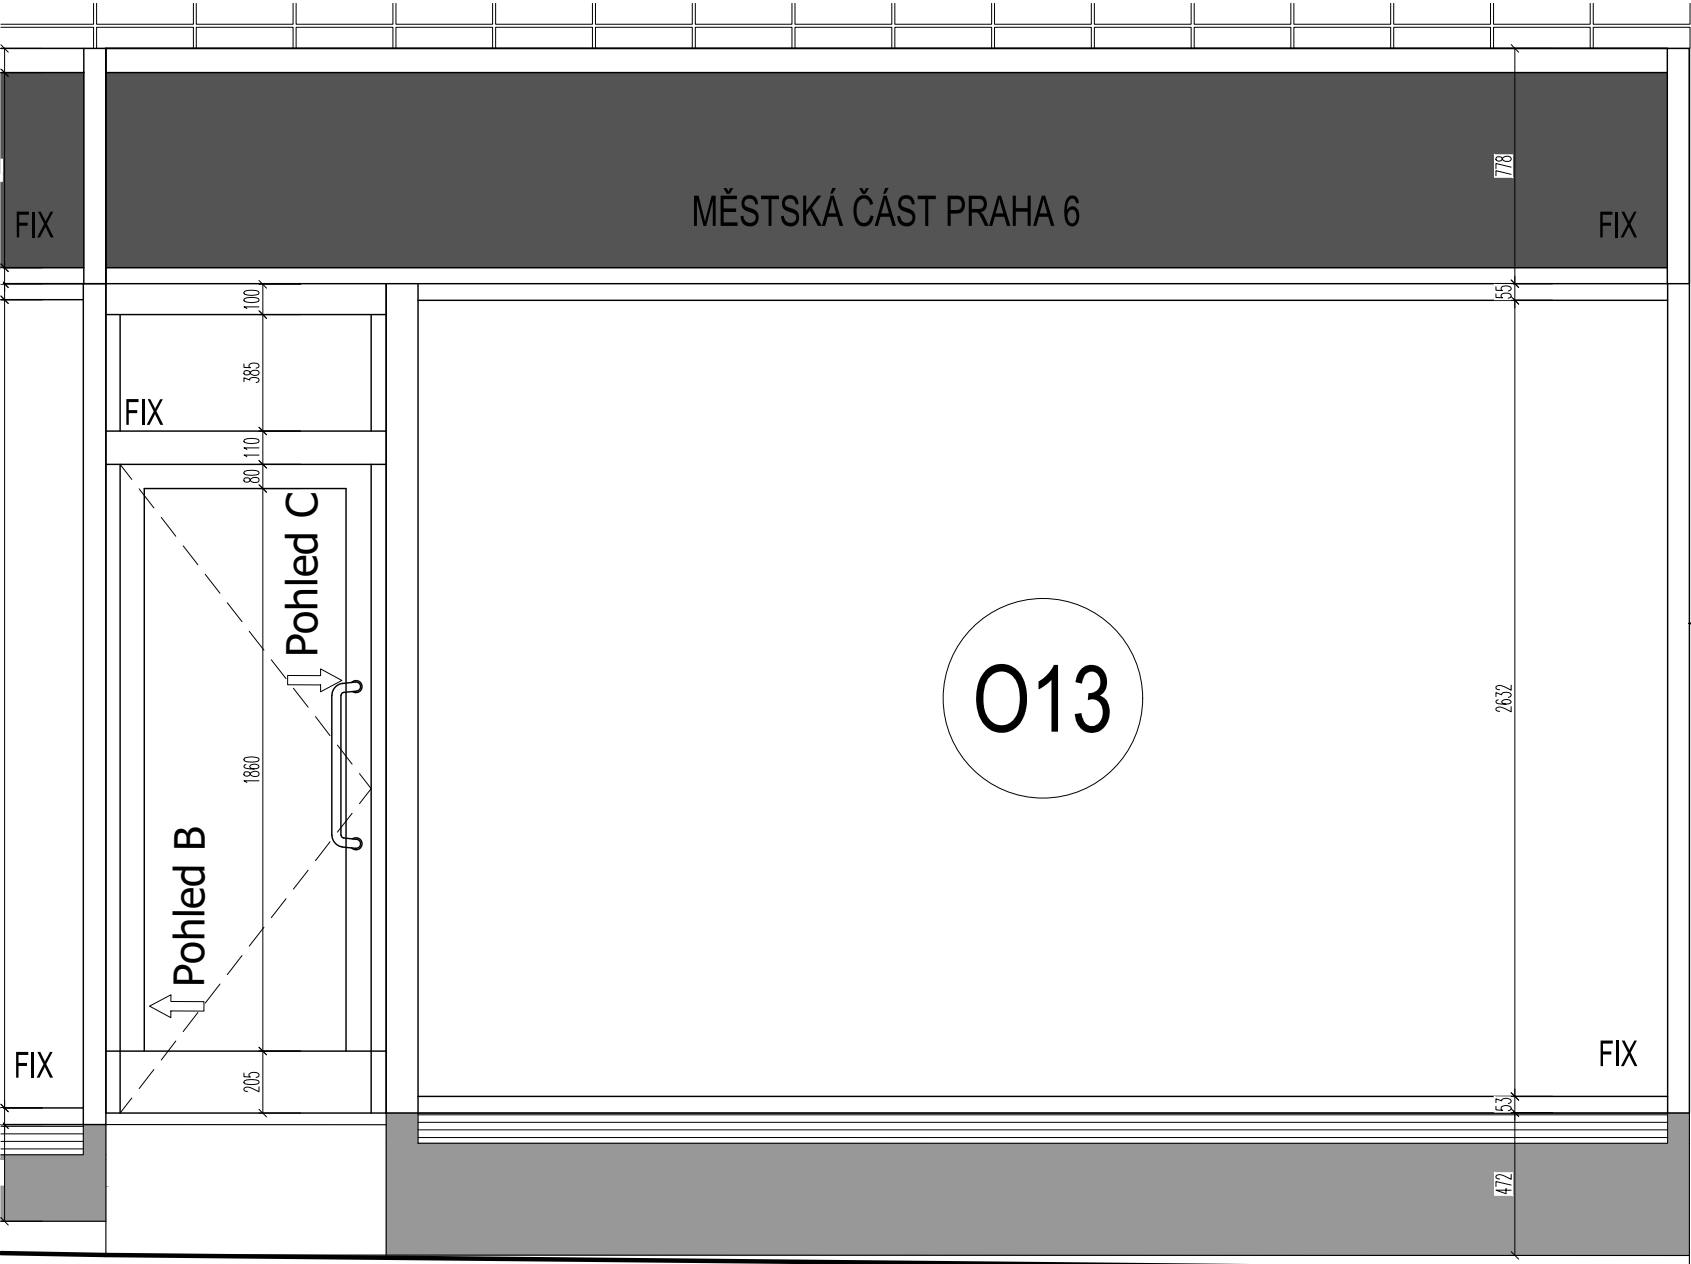 MĚSTSKÁ ČÁST PRAHA 6
778
FIX
FIX
100
55
385
FIX
110
80
Pohled C
O13
2632
1860
Pohled B
FIX
FIX
205
53
472